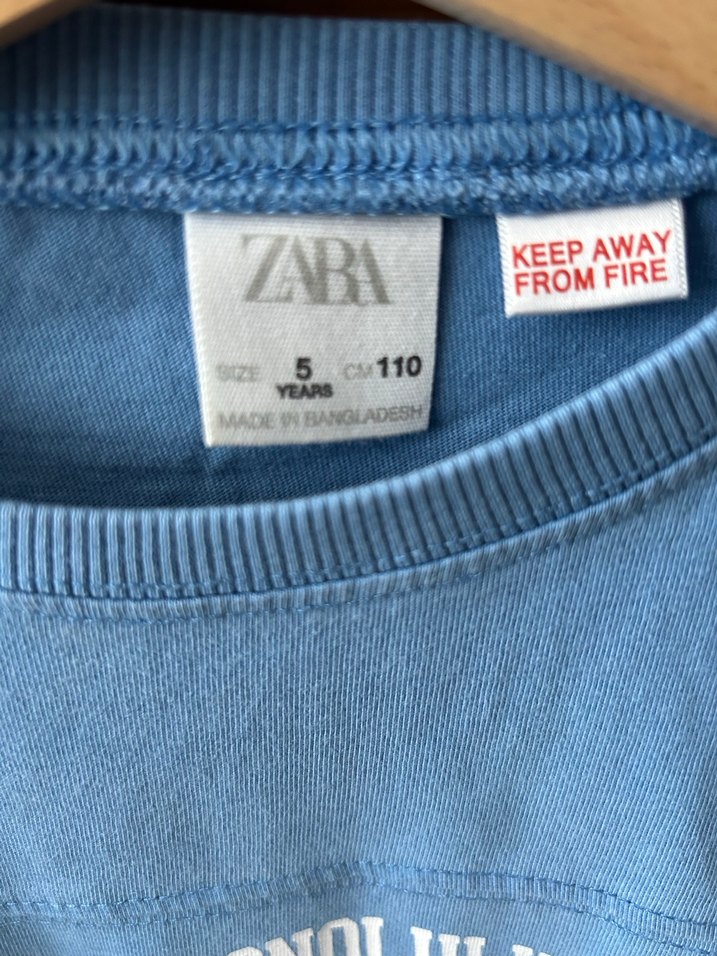 ZARA
SIZE 5 YEARS CM 110
MADE IN BANGLADESH
KEEP AWAY
FROM FIRE